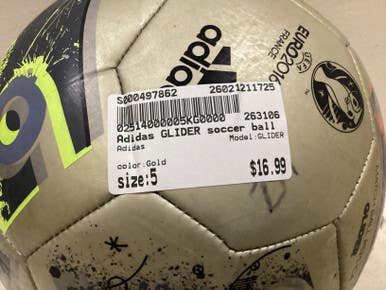 adidas
EURO2016
FRANCE
UEFA
S000497862 26021211725
02514000005KG0000 263106
Adidas GLIDER soccer ball
Adidas Model:GLIDER
color:Gold
size:5 $16.99